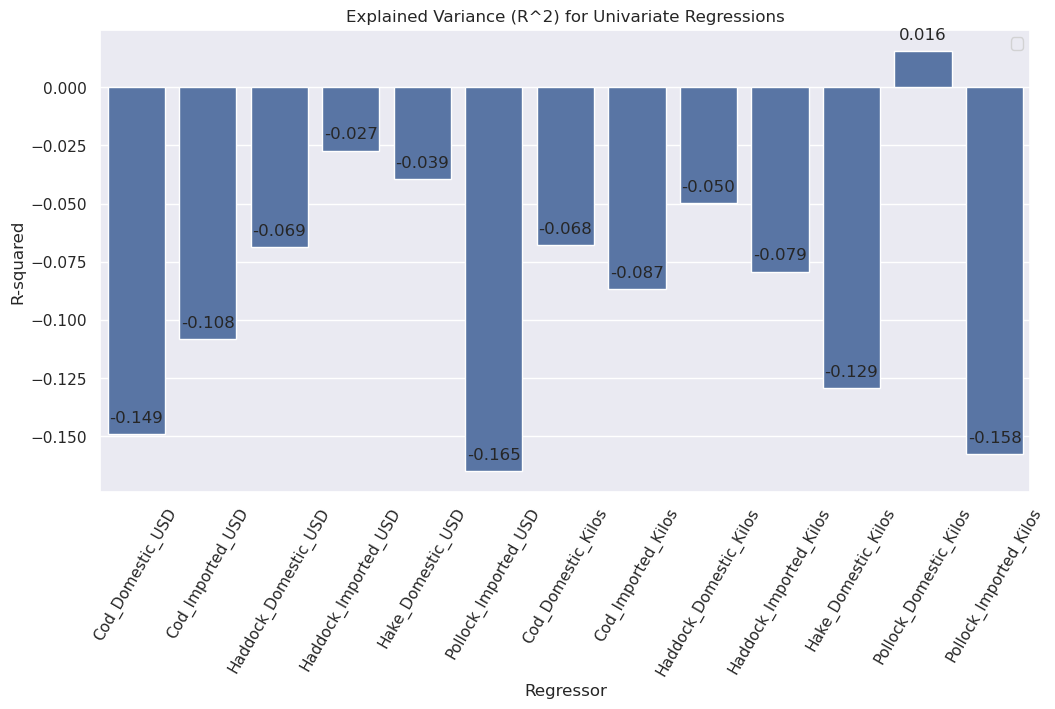 Explained Variance (R^2) for Univariate Regressions
R-squared
0.000
−0.025
−0.050
−0.075
−0.100
−0.125
−0.150
-0.149
-0.108
-0.069
-0.027
-0.039
-0.165
-0.068
-0.087
-0.050
-0.079
-0.129
0.016
-0.158
Cod_Domestic_USD
Cod_Imported_USD
Haddock_Domestic_USD
Haddock_Imported_USD
Hake_Domestic_USD
Pollock_Imported_USD
Cod_Domestic_Kilos
Cod_Imported_Kilos
Haddock_Domestic_Kilos
Haddock_Imported_Kilos
Hake_Domestic_Kilos
Pollock_Domestic_Kilos
Pollock_Imported_Kilos
Regressor